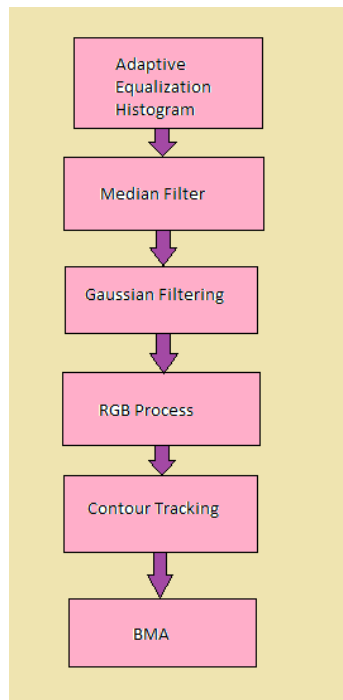 Adaptive
Equalization
Histogram
Median Filter
Gaussian Filtering
RGB Process
Contour Tracking
BMA